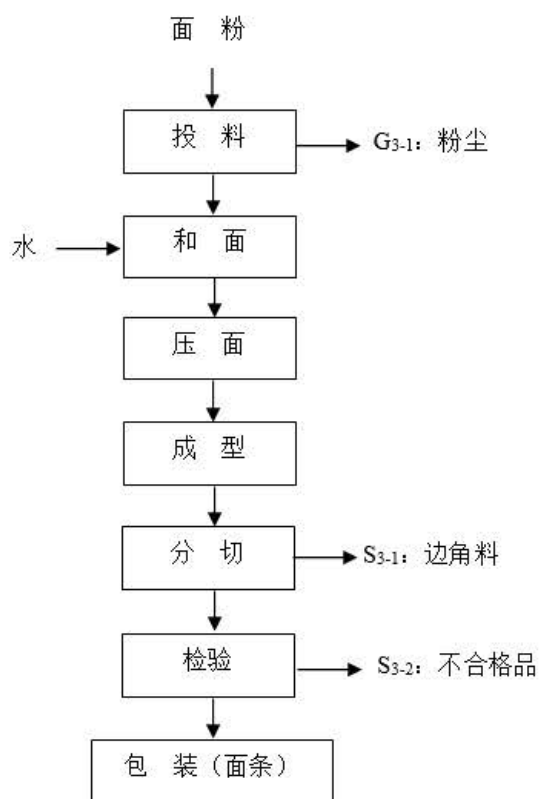 面 粉
投 料
G3-1：粉尘
水
和 面
压 面
成 型
分 切
S3-1：边角料
检验
S3-2：不合格品
包 装（面条）